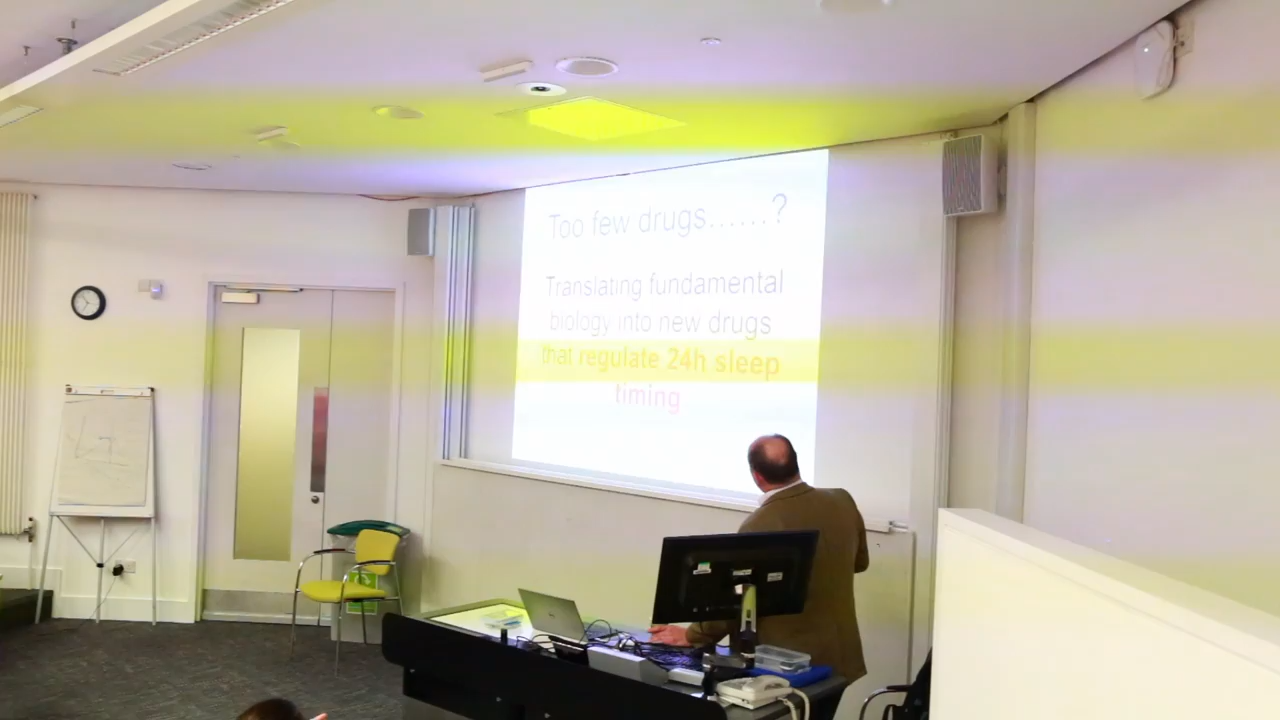 Too few drugs......?
Translating fundamental
biology into new drugs
that regulate 24h sleep
timing